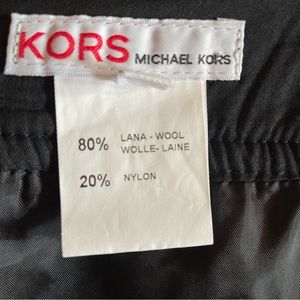 KORS MICHAEL KORS
80% LANA - WOOL
WOLLE- LAINE
20% NYLON